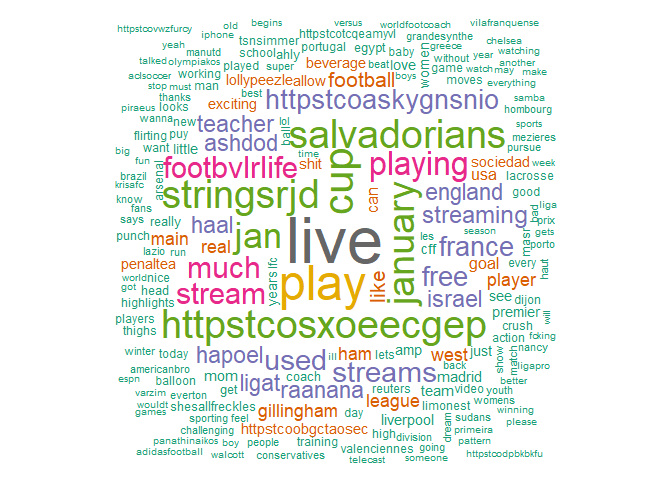 old begins versus worldfootcoach vilafranquense
httpstcovwzfurcy iphone httpstcotcqeamyvl grandesynthe chelsea
yeah manutd tsnsimmer portugal egypt baby women greece watching
talked olympiakos school ahly love without year another
aclsoccer beat played super beverage game watch may make
stop must man working lollypeezleallow football boys moves everything
thanks looks exciting best httpstcoaskygnsnio samba
wanna new teacher ball lol salvadorians hombourg
piraeus flirting puy ashdod time sports mezieres
big want little shit cup playing sociedad pursue
fun footbvlrlife usa week
krisafc brazil arsenal stringsrjd can england lacrosse
know fans haal jan live january streaming good
says really bad liga
punch main real les cff france masr prix gets
lazio run much season every porto
penaltea years lfc play like free goal haut
world nice stream israel player
got head see dijon
highlights httpstcosxoeecgep premier will
players crush fcking
thighs action nancy
winter today hapoel used ill ham lets amp west just show match ligapro
americanbro back better
espn balloon mom ligat raanana streams madrid
varzim everton get coach reuters team video youth
wouldt shesallfreckles league limonest womens winning
games sporting feel gillingham day liverpool sudans please
challenging httpstcoobgctaosec high division dream primeira
panathinaikos boy people training valenciennes going pattern
adidasfootball walcott conservatives telecast someone httpstcodpbkbkfu